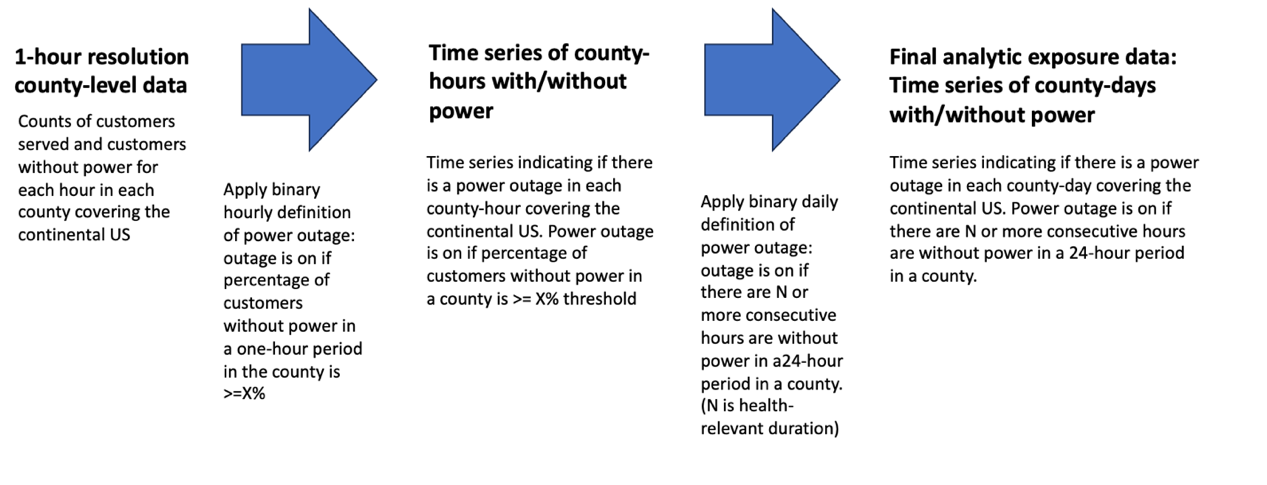 1-hour resolution
county-level data
Counts of customers
served and customers
without power for
each hour in each
county covering the
continental US
Apply binary
hourly definition
of power outage:
outage is on if
percentage of
customers
without power in
a one-hour period
in the county is
>=X%
Time series of county-
hours with/without
power
Time series indicating if there
is a power outage in each
county-hour covering the
continental US. Power outage
is on if percentage of
customers without power in
a county is >= X% threshold
Apply binary daily
definition of
power outage:
outage is on if
there are N or
more consecutive
hours are without
power in a24-hour
period in a county.
(N is health-
relevant duration)
Final analytic exposure data:
Time series of county-days
with/without power
Time series indicating if there is a power
outage in each county-day covering the
continental US. Power outage is on if
there are N or more consecutive hours
are without power in a 24-hour period
in a county.